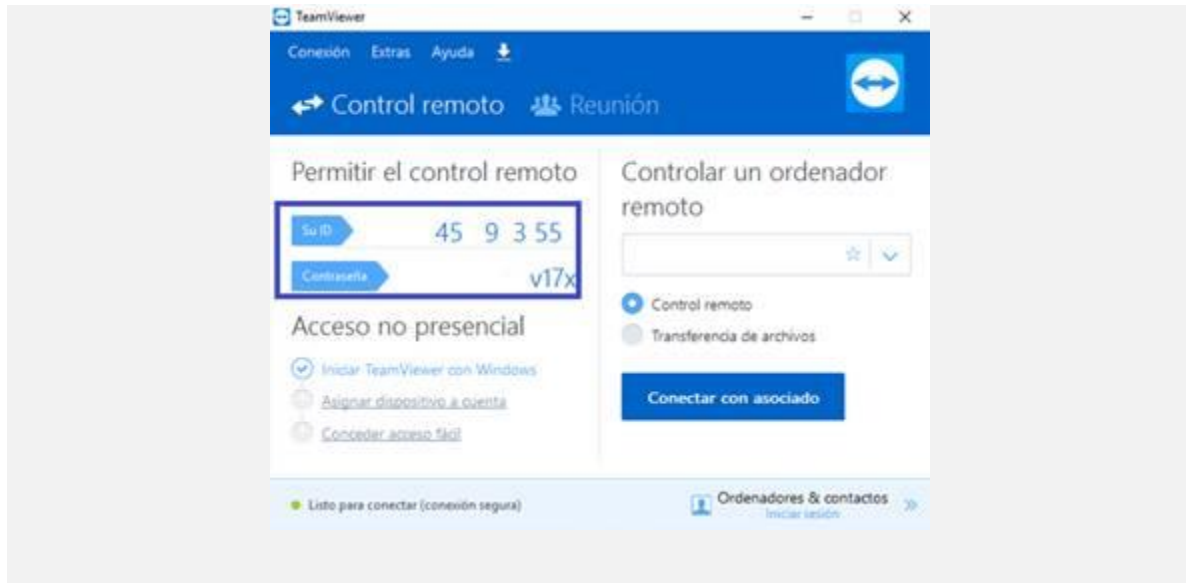 TeamViewer
Conexión Extras Ayuda
Control remoto Reunión
Permitir el control remoto
Su ID 45 9 3 55
Contraseña v17x
Acceso no presencial
Iniciar TeamViewer con Windows
Asignar dispositivo a cuenta
Conceder acceso fácil
Controlar un ordenador
remoto
Control remoto
Transferencia de archivos
Conectar con asociado
Listo para conectar (conexión segura)
Ordenadores & contactos
Iniciar sesión